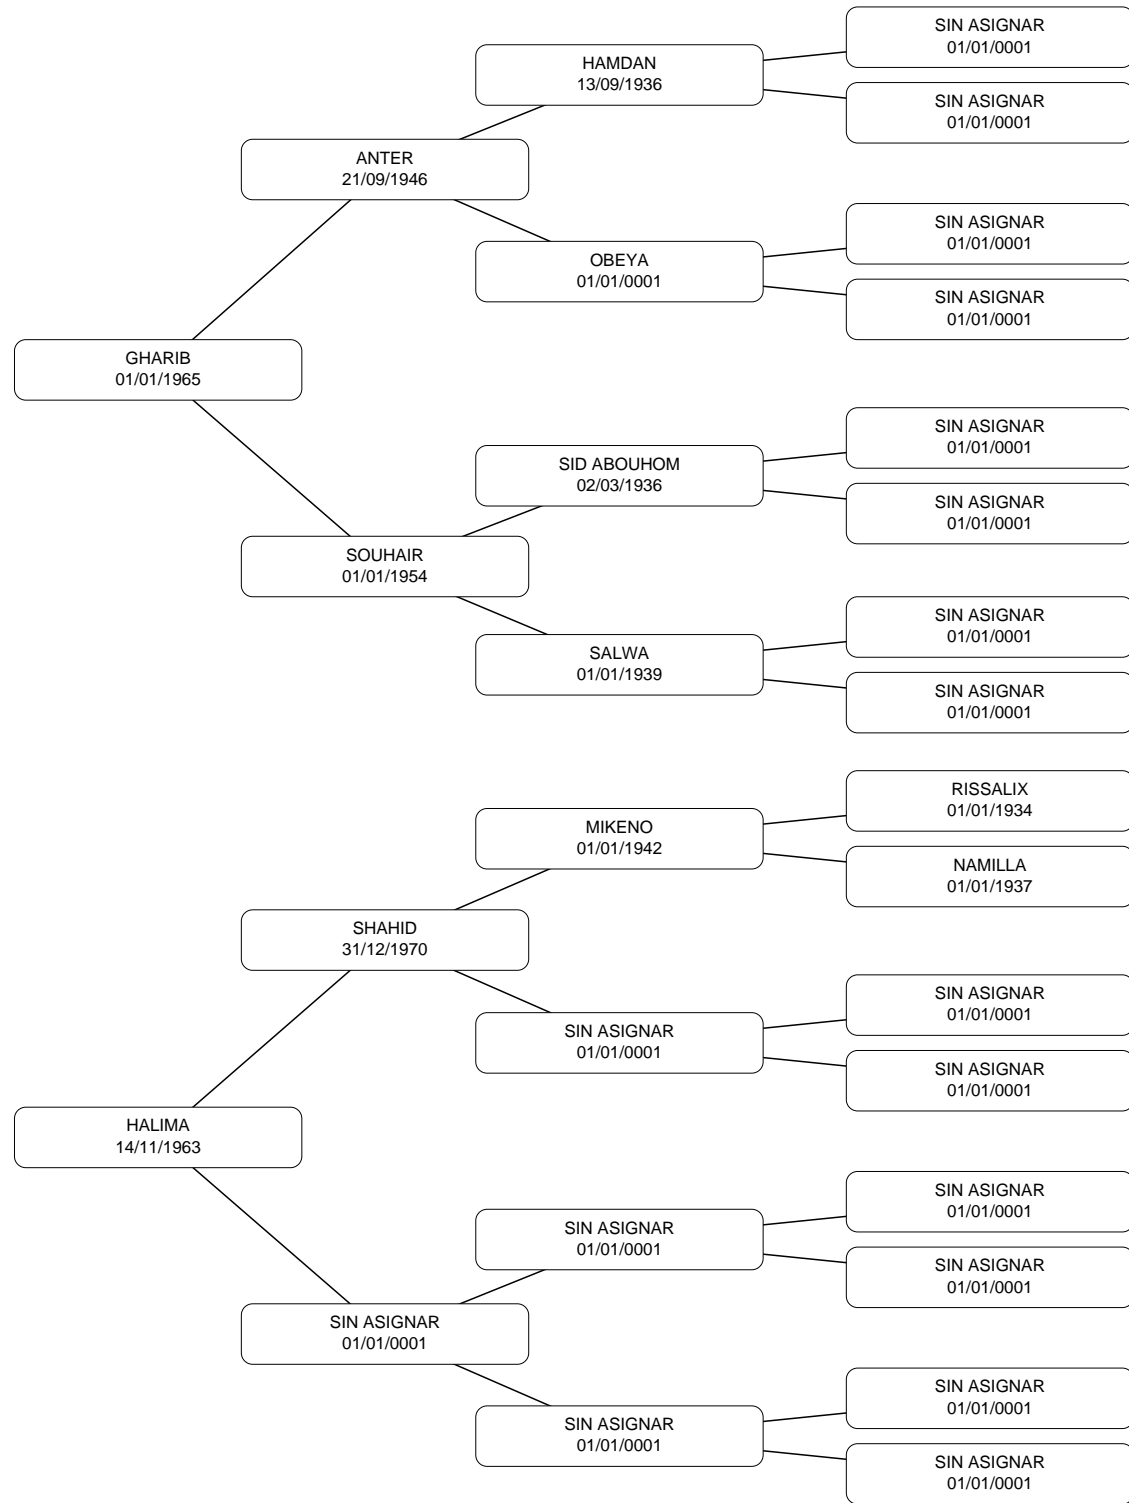 SIN ASIGNAR
01/01/0001
HAMDAN
13/09/1936
SIN ASIGNAR
01/01/0001
ANTER
21/09/1946
SIN ASIGNAR
01/01/0001
OBEYA
01/01/0001
SIN ASIGNAR
01/01/0001
GHARIB
01/01/1965
SIN ASIGNAR
01/01/0001
SID ABOUHOM
02/03/1936
SIN ASIGNAR
01/01/0001
SOUHAIR
01/01/1954
SIN ASIGNAR
01/01/0001
SALWA
01/01/1939
SIN ASIGNAR
01/01/0001
RISSALIX
01/01/1934
MIKENO
01/01/1942
NAMILLA
01/01/1937
SHAHID
31/12/1970
SIN ASIGNAR
01/01/0001
SIN ASIGNAR
01/01/0001
SIN ASIGNAR
01/01/0001
HALIMA
14/11/1963
SIN ASIGNAR
01/01/0001
SIN ASIGNAR
01/01/0001
SIN ASIGNAR
01/01/0001
SIN ASIGNAR
01/01/0001
SIN ASIGNAR
01/01/0001
SIN ASIGNAR
01/01/0001
SIN ASIGNAR
01/01/0001